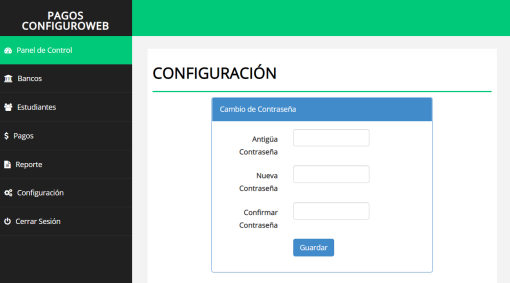 PAGOS
CONFIGUROWEB
Panel de Control
Bancos
Estudiantes
$ Pagos
Reporte
Configuración
Cerrar Sesión
CONFIGURACIÓN
Cambio de Contraseña
Antigüa
Contraseña
Nueva
Contraseña
Confirmar
Contraseña
Guardar